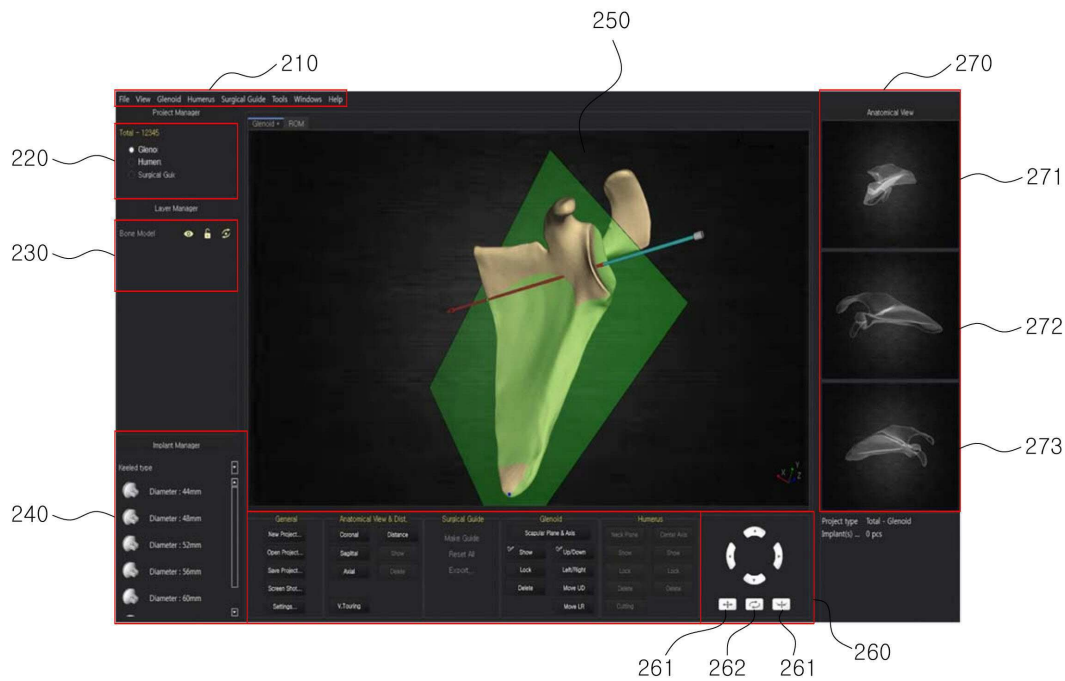 250
210
270
File View Glenoid Humerus Surgical Guide Tools Windows Help
Project Manager
Total - 12345
Gleno
Humer
Surgical Gui
220
Layer Manager
Bone Model
230
Glenoid ROM
X Y Z
Anatomical View
271
272
273
Implant Manager
Keeled type
Diameter : 44mm
Diameter : 48mm
Diameter : 52mm
Diameter : 56mm
Diameter : 60mm
240
General
New Project...
Open Project...
Save Project...
Screen Shot...
Settings...
Anatomical View & Dist.
Coronal Distance
Sagittal Show
Axial Delete
V.Touring
Surgical Guide
Make Guide
Reset All
Export...
Glenoid
Scapular Plane & Axis
Show Up/Down
Lock Left/Right
Delete Move UD
Move LR
Humerus
Neck Plane Center Axis
Show Show
Lock Lock
Delete Delete
Cutting
Project type Total - Glenoid
Implant(s) ... 0 pcs
261 262 261 260